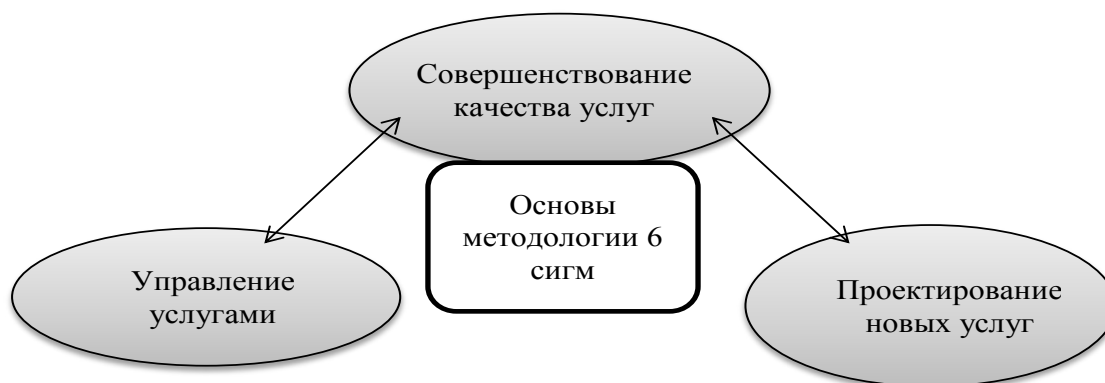 Совершенствование
качества услуг
Основы
методологии 6
сигм
Управление
услугами
Проектирование
новых услуг